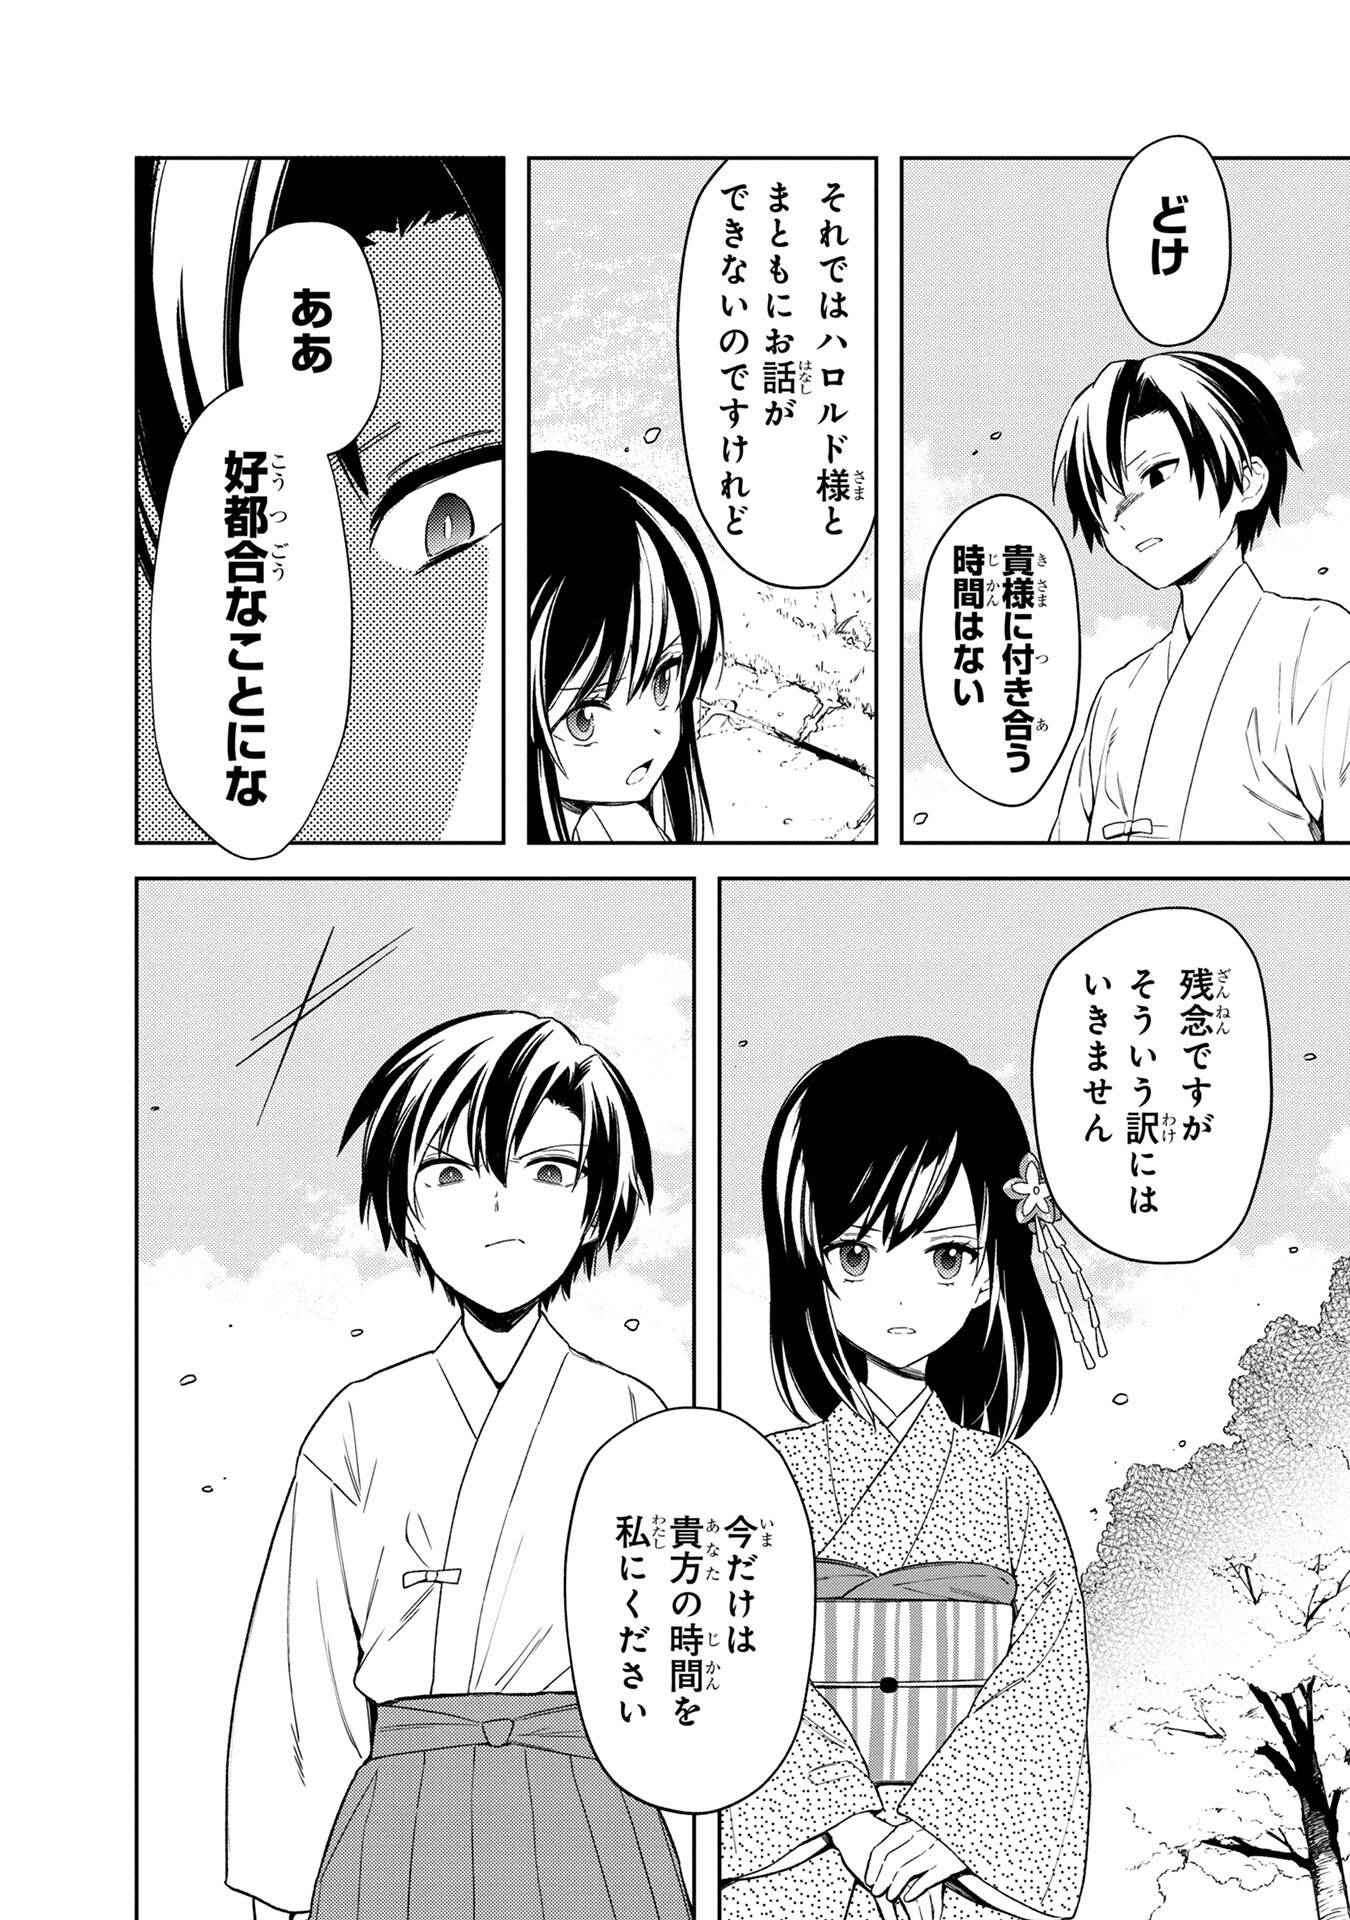 どけ
貴様に付き合う
時間はない
それではハロルド様と
まともにお話が
できないのですけれど
ああ
好都合なことにな
残念ですが
そういう訳には
いきません
今だけは
貴方の時間を
私にください